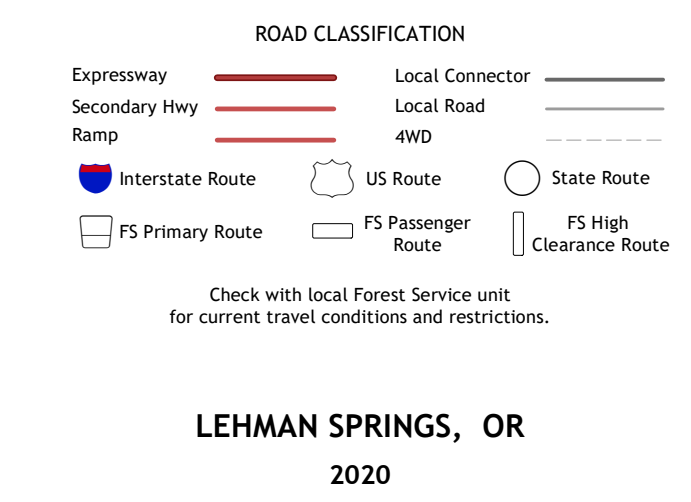 ROAD CLASSIFICATION
Expressway
Local Connector
Secondary Hwy
Local Road
Ramp
4WD
Interstate Route
US Route
State Route
FS Primary Route
FS Passenger
Route
FS High
Clearance Route
Check with local Forest Service unit
for current travel conditions and restrictions.
LEHMAN SPRINGS, OR
2020